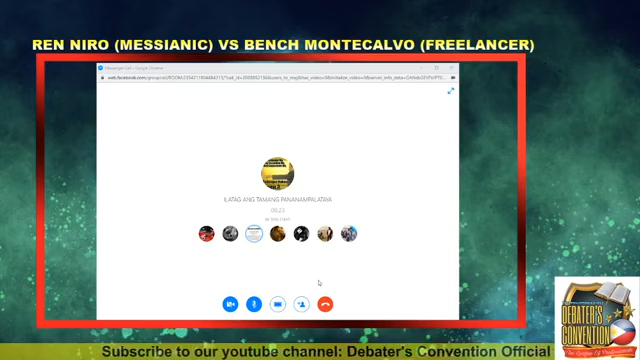 REN NIRO (MESSIANIC) VS BENCH MONTECALVO (FREELANCER)
Messenger Call - Google Chrome
ILATAG ANG TAMANG PANANAMPALATAYA
00:23
DEBATER'S
CONVENTION
Subscribe to our youtube channel: Debater's Convention Official